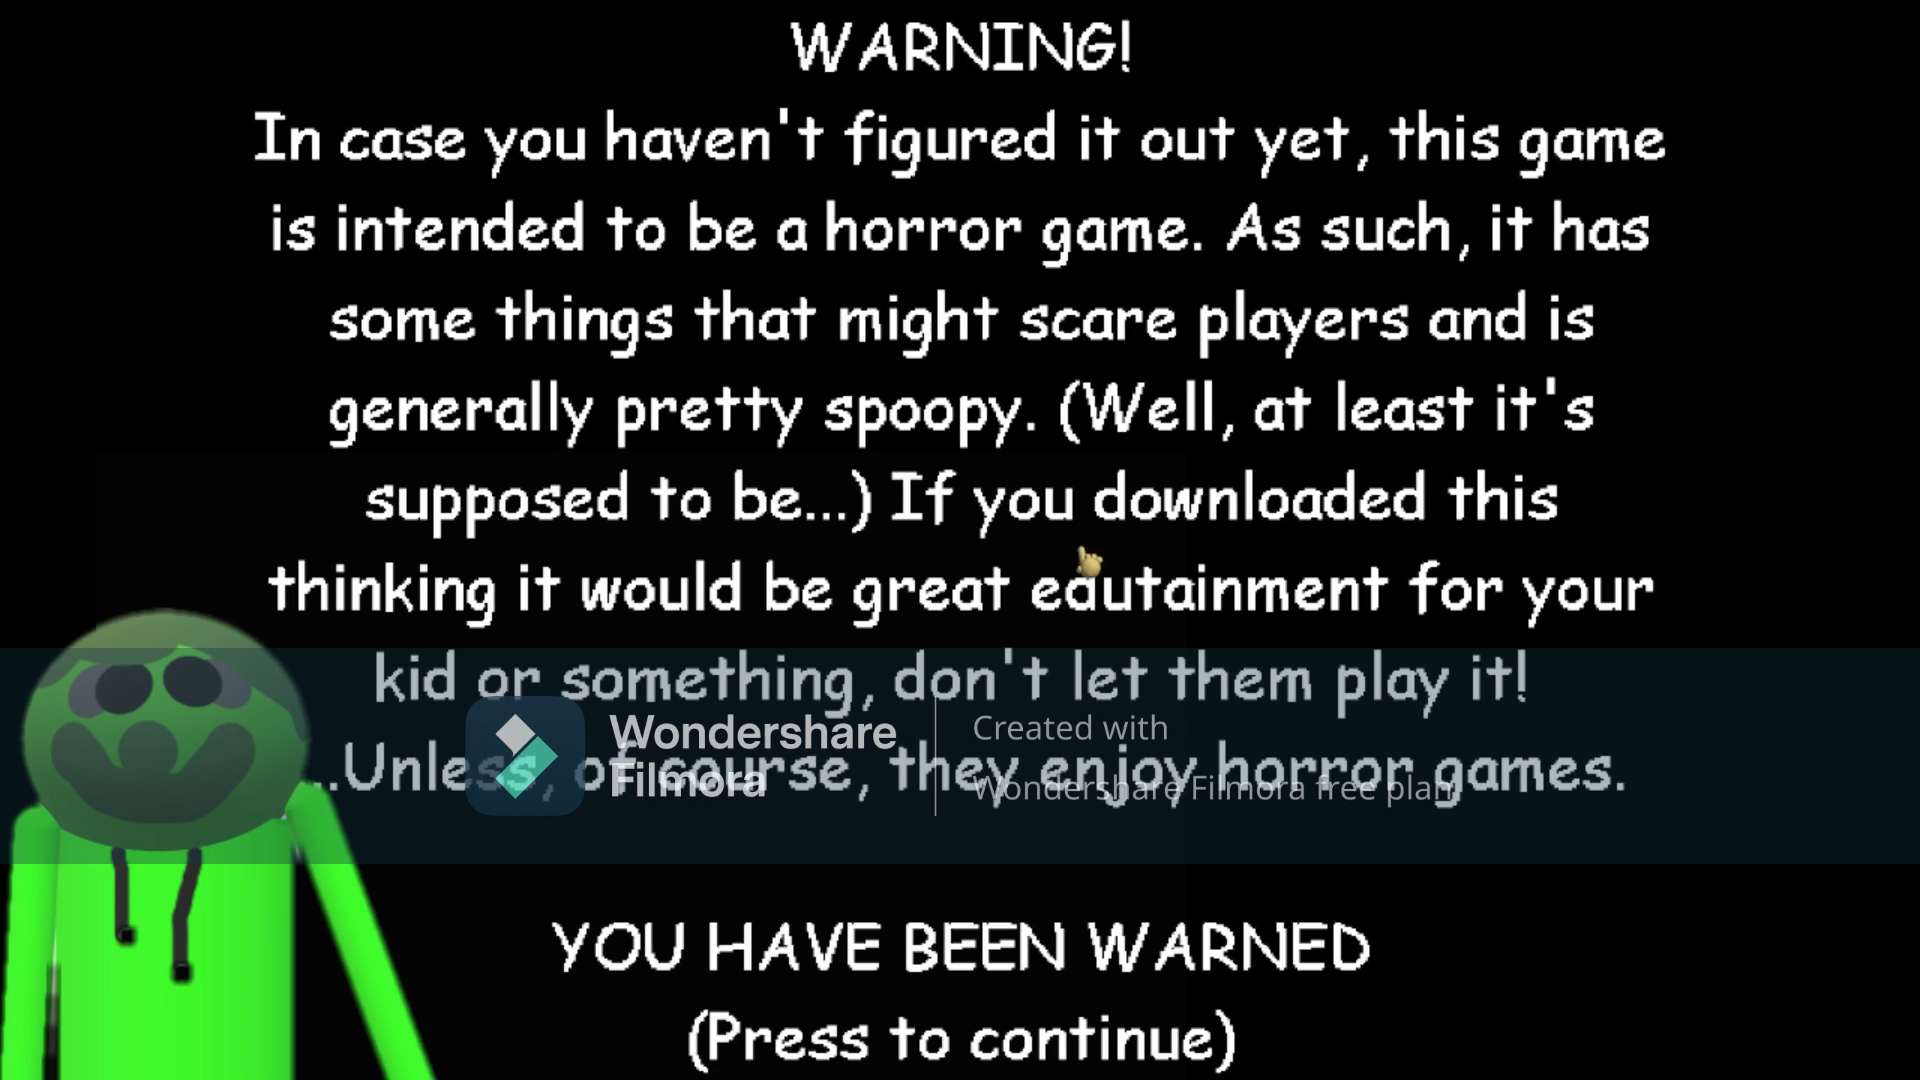 WARNING!
In case you haven't figured it out yet, this game
is intended to be a horror game. As such, it has
some things that might scare players and is
generally pretty spoopy. (Well, at least it's
supposed to be...) If you downloaded this
thinking it would be great edutainment for your
kid or something, don't let them play it!
...Unless, of course, they enjoy horror games.
Wondershare
Filmora
Created with
Wondershare Filmora free plan
YOU HAVE BEEN WARNED
(Press to continue)